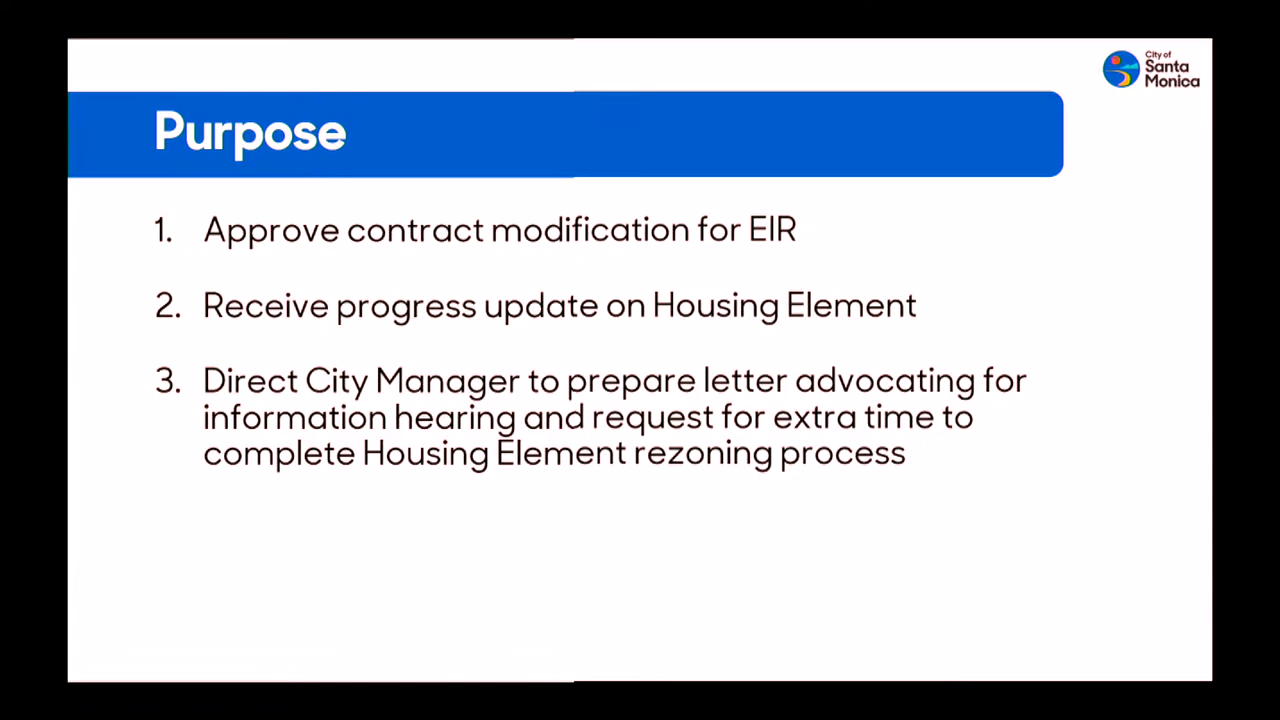 City of
Santa
Monica
Purpose
1. Approve contract modification for EIR
2. Receive progress update on Housing Element
3. Direct City Manager to prepare letter advocating for
information hearing and request for extra time to
complete Housing Element rezoning process